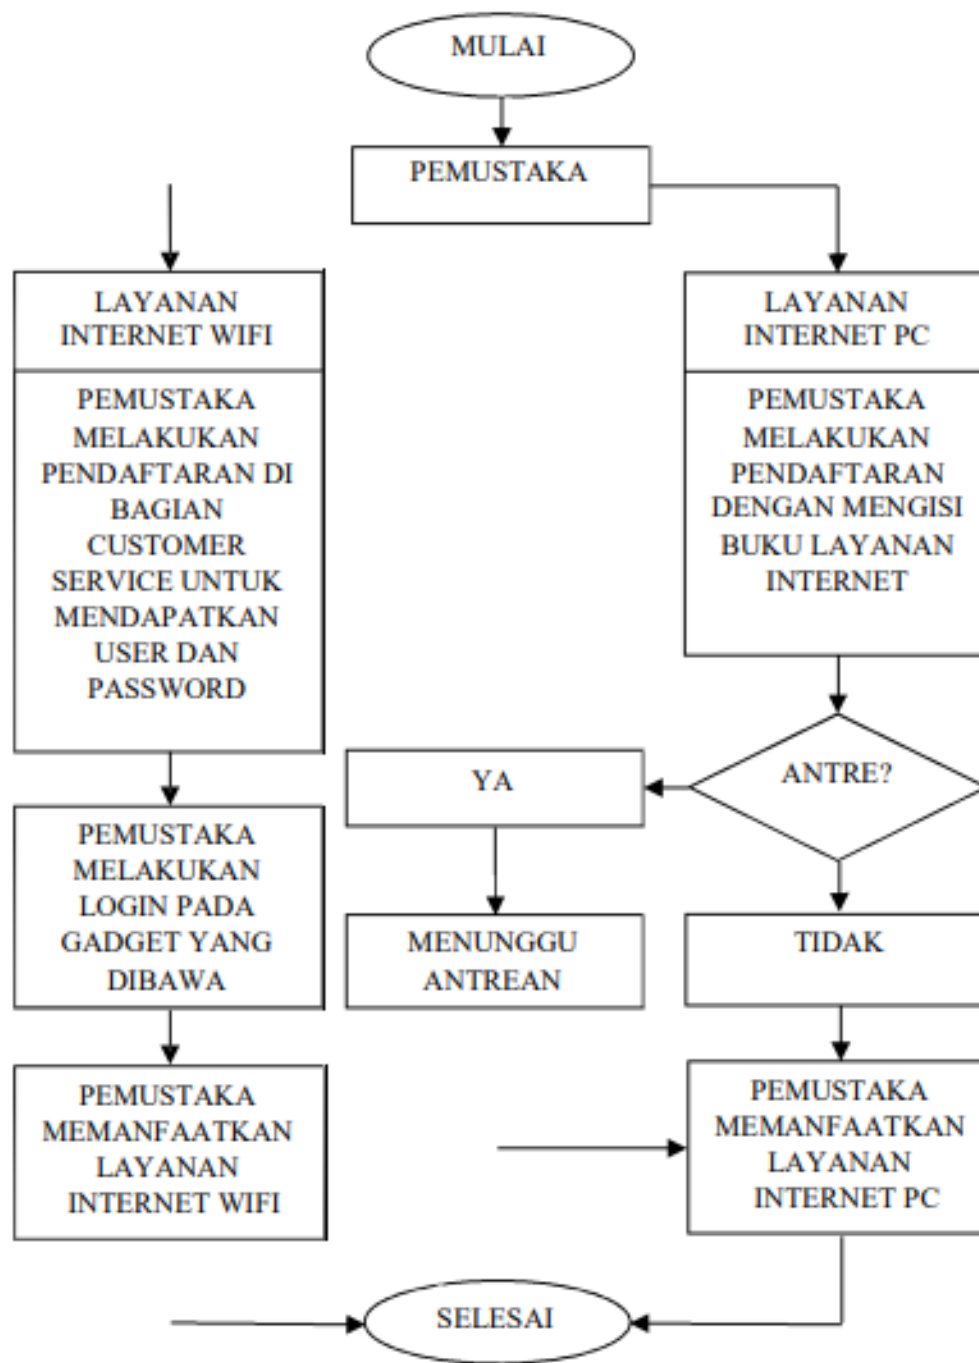 MULAI
PEMUSTAKA
LAYANAN
INTERNET WIFI
PEMUSTAKA
MELAKUKAN
PENDAFTARAN DI
BAGIAN
CUSTOMER
SERVICE UNTUK
MENDAPATKAN
USER DAN
PASSWORD
PEMUSTAKA
MELAKUKAN
LOGIN PADA
GADGET YANG
DIBAWA
PEMUSTAKA
MEMANFAATKAN
LAYANAN
INTERNET WIFI
LAYANAN
INTERNET PC
PEMUSTAKA
MELAKUKAN
PENDAFTARAN
DENGAN MENGISI
BUKU LAYANAN
INTERNET
ANTRE?
YA
MENUNGGU
ANTREAN
TIDAK
PEMUSTAKA
MEMANFAATKAN
LAYANAN
INTERNET PC
SELESAI